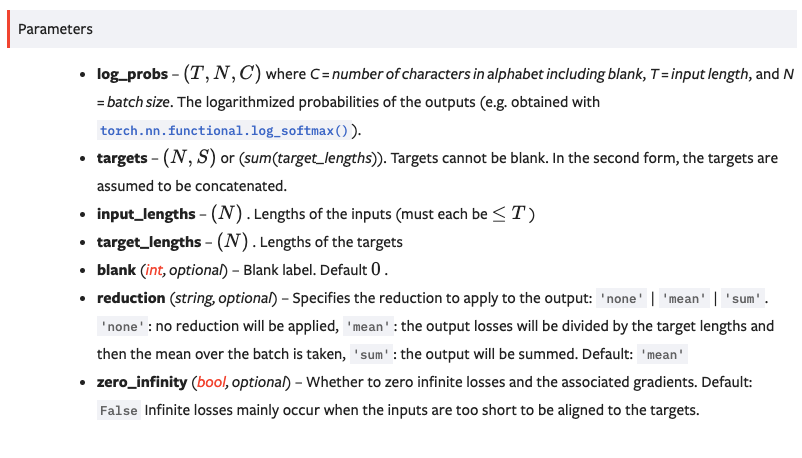 Parameters
• log_probs – (T, N, C) where C = number of characters in alphabet including blank, T = input length, and N
= batch size. The logarithmized probabilities of the outputs (e.g. obtained with
torch.nn.functional.log_softmax() ).
• targets – (N, S) or (sum(target_lengths)). Targets cannot be blank. In the second form, the targets are
assumed to be concatenated.
• input_lengths – (N) . Lengths of the inputs (must each be ≤ T )
• target_lengths – (N) . Lengths of the targets
• blank (int, optional) – Blank label. Default 0 .
• reduction (string, optional) – Specifies the reduction to apply to the output: 'none' | 'mean' | 'sum' .
'none' : no reduction will be applied, 'mean' : the output losses will be divided by the target lengths and
then the mean over the batch is taken, 'sum' : the output will be summed. Default: 'mean'
• zero_infinity (bool, optional) – Whether to zero infinite losses and the associated gradients. Default:
False Infinite losses mainly occur when the inputs are too short to be aligned to the targets.